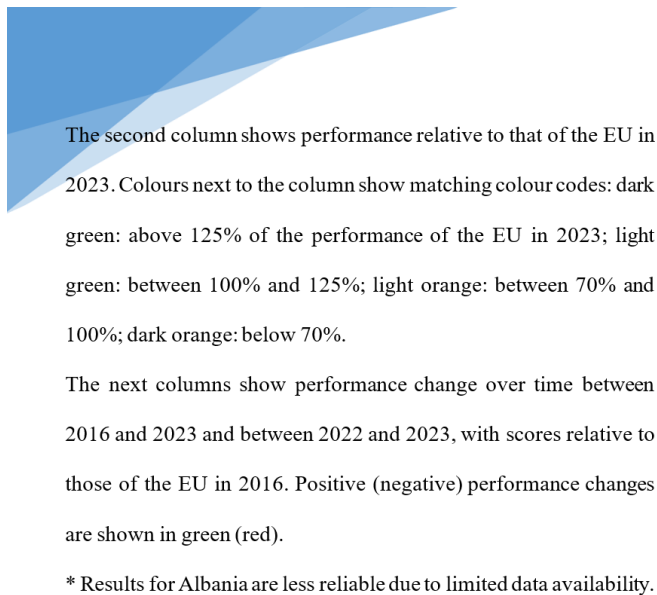 The second column shows performance relative to that of the EU in
2023. Colours next to the column show matching colour codes: dark
green: above 125% of the performance of the EU in 2023; light
green: between 100% and 125%; light orange: between 70% and
100%; dark orange: below 70%.
The next columns show performance change over time between
2016 and 2023 and between 2022 and 2023, with scores relative to
those of the EU in 2016. Positive (negative) performance changes
are shown in green (red).
* Results for Albania are less reliable due to limited data availability.